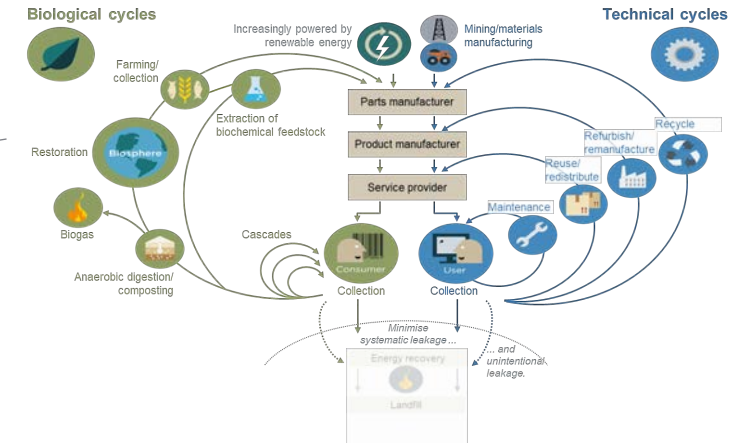 Biological cycles
Technical cycles
Increasingly powered by
renewable energy
Mining/materials
manufacturing
Farming/
collection
Extraction of
biochemical feedstock
Parts manufacturer
Product manufacturer
Service provider
Recycle
Refurbish/
remanufacture
Reuse/
redistribute
Maintenance
Restoration
Biosphere
Biogas
Anaerobic digestion/
composting
Cascades
Consumer
User
Collection
Collection
Minimise
systematic leakage ...
... and
unintentional
leakage.
Energy recovery
Landfill